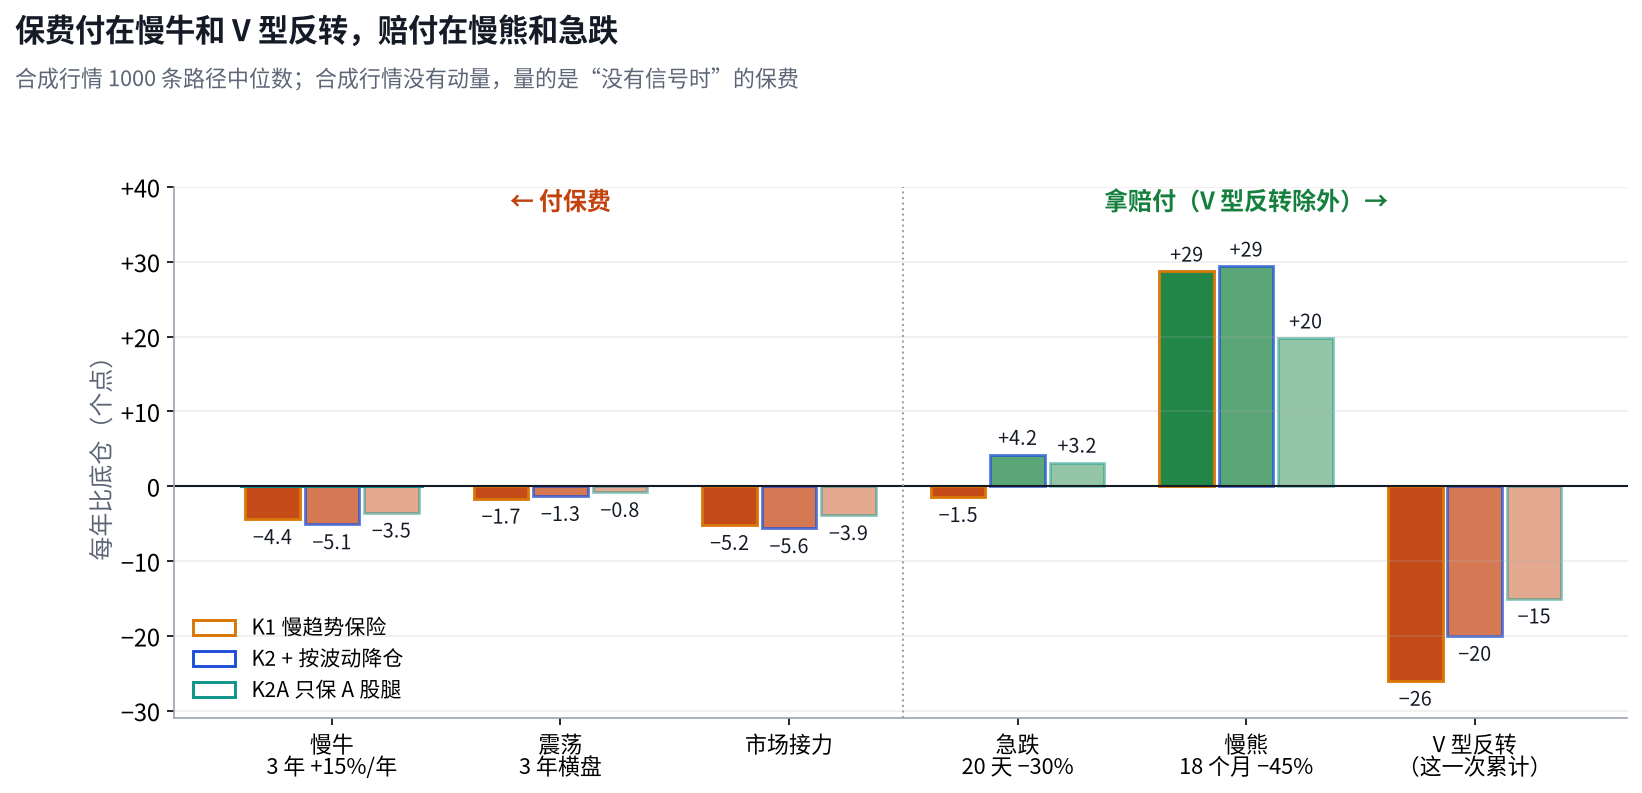 保费付在慢牛和 V 型反转，赔付在慢熊和急跌
合成行情 1000 条路径中位数；合成行情没有动量，量的是“没有信号时”的保费
← 付保费
拿赔付（V 型反转除外）→
每年比底仓（个点）
+40
+30
+20
+10
0
−10
−20
−30
−4.4
−5.1
−3.5
−1.7
−1.3
−0.8
−5.2
−5.6
−3.9
−1.5
+4.2
+3.2
+29
+29
+20
−26
−20
−15
K1 慢趋势保险
K2 + 按波动降仓
K2A 只保 A 股腿
慢牛
3 年 +15%/年
震荡
3 年横盘
市场接力
急跌
20 天 −30%
慢熊
18 个月 −45%
V 型反转
（这一次累计）